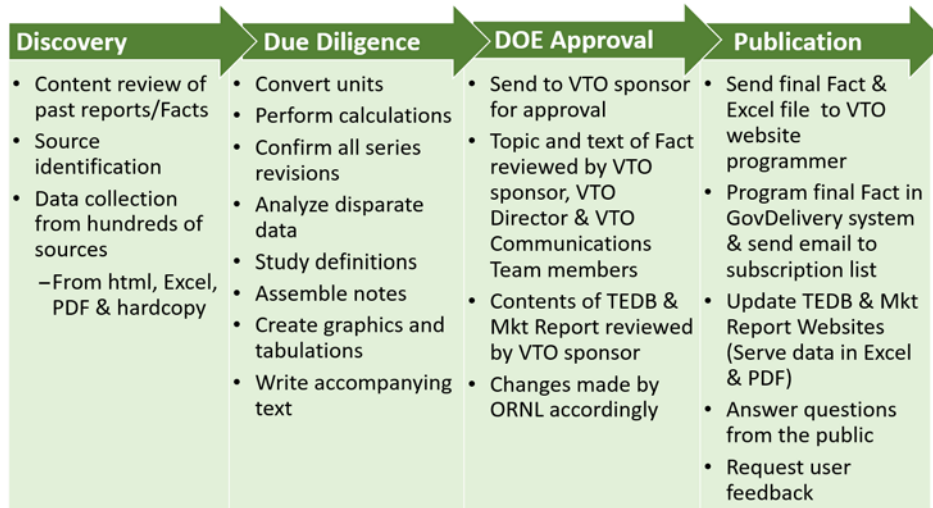 Discovery
• Content review of
past reports/Facts
• Source
identification
• Data collection
from hundreds of
sources
–From html, Excel,
PDF & hardcopy
Due Diligence
• Convert units
• Perform calculations
• Confirm all series
revisions
• Analyze disparate
data
• Study definitions
• Assemble notes
• Create graphics and
tabulations
• Write accompanying
text
DOE Approval
• Send to VTO sponsor
for approval
• Topic and text of Fact
reviewed by VTO
sponsor, VTO
Director & VTO
Communications
Team members
• Contents of TEDB &
Mkt Report reviewed
by VTO sponsor
• Changes made by
ORNL accordingly
Publication
• Send final Fact &
Excel file to VTO
website
programmer
• Program final Fact in
GovDelivery system
& send email to
subscription list
• Update TEDB & Mkt
Report Websites
(Serve data in Excel
& PDF)
• Answer questions
from the public
• Request user
feedback